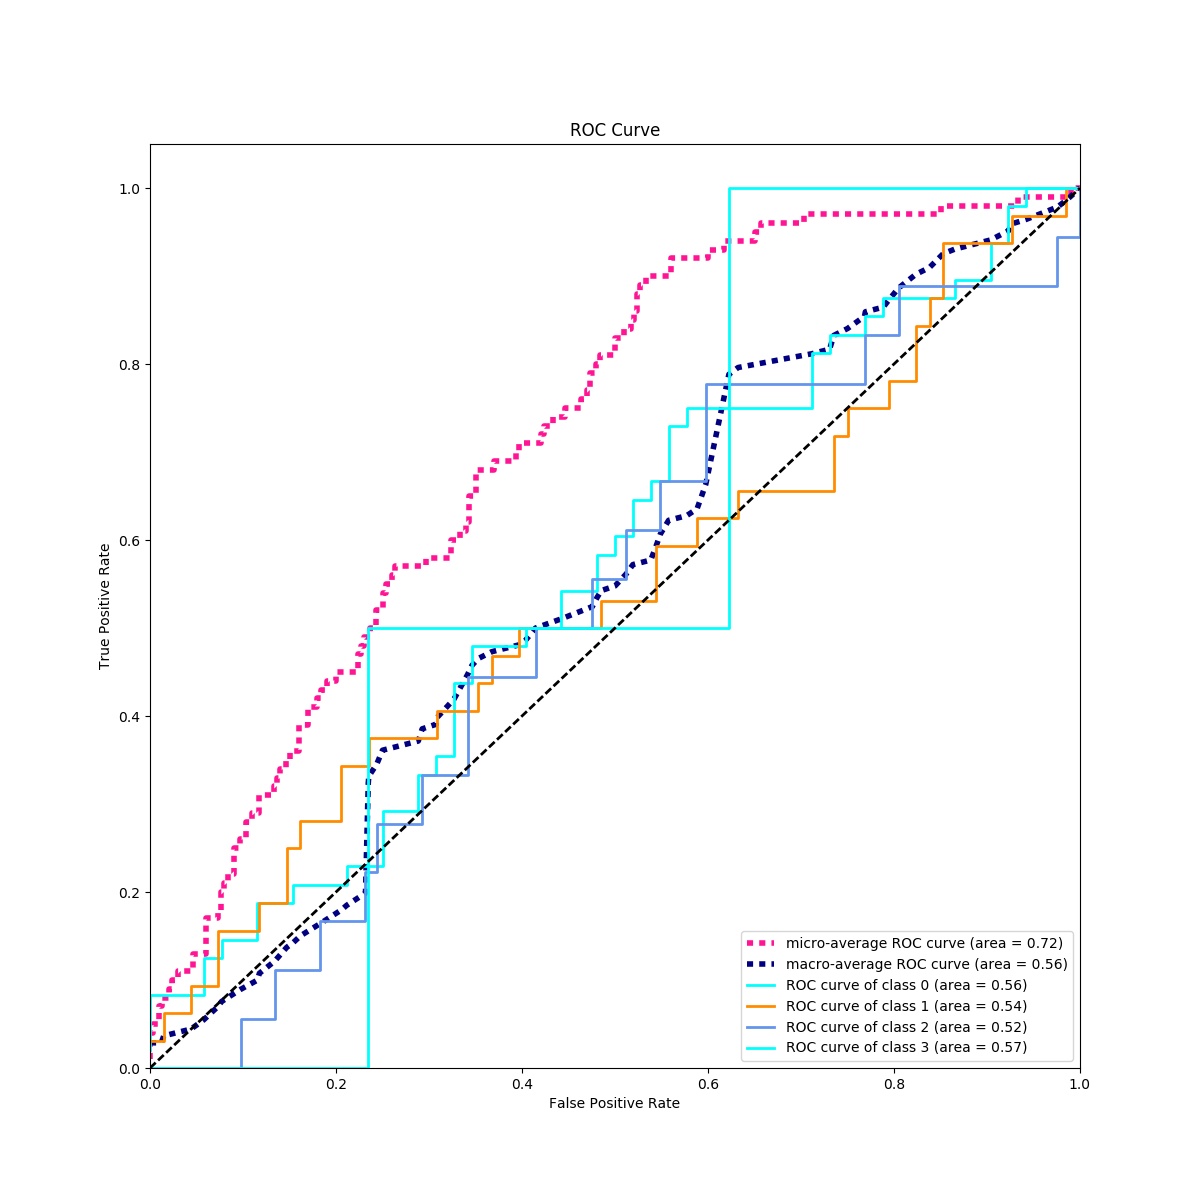 ROC Curve
1.0
0.8
0.6
0.4
0.2
0.0
True Positive Rate
micro-average ROC curve (area = 0.72)
macro-average ROC curve (area = 0.56)
ROC curve of class 0 (area = 0.56)
ROC curve of class 1 (area = 0.54)
ROC curve of class 2 (area = 0.52)
ROC curve of class 3 (area = 0.57)
0.0 0.2 0.4 0.6 0.8 1.0
False Positive Rate